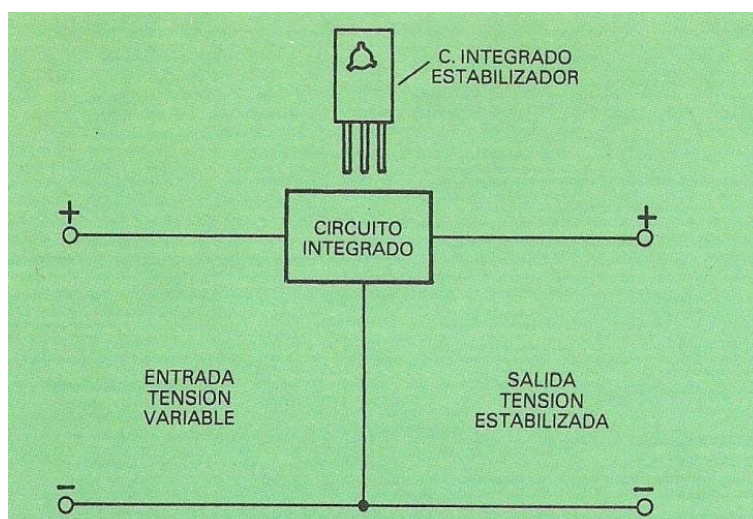 C. INTEGRADO
ESTABILIZADOR
+
CIRCUITO
INTEGRADO
+
ENTRADA
TENSION
VARIABLE
SALIDA
TENSION
ESTABILIZADA
−
−